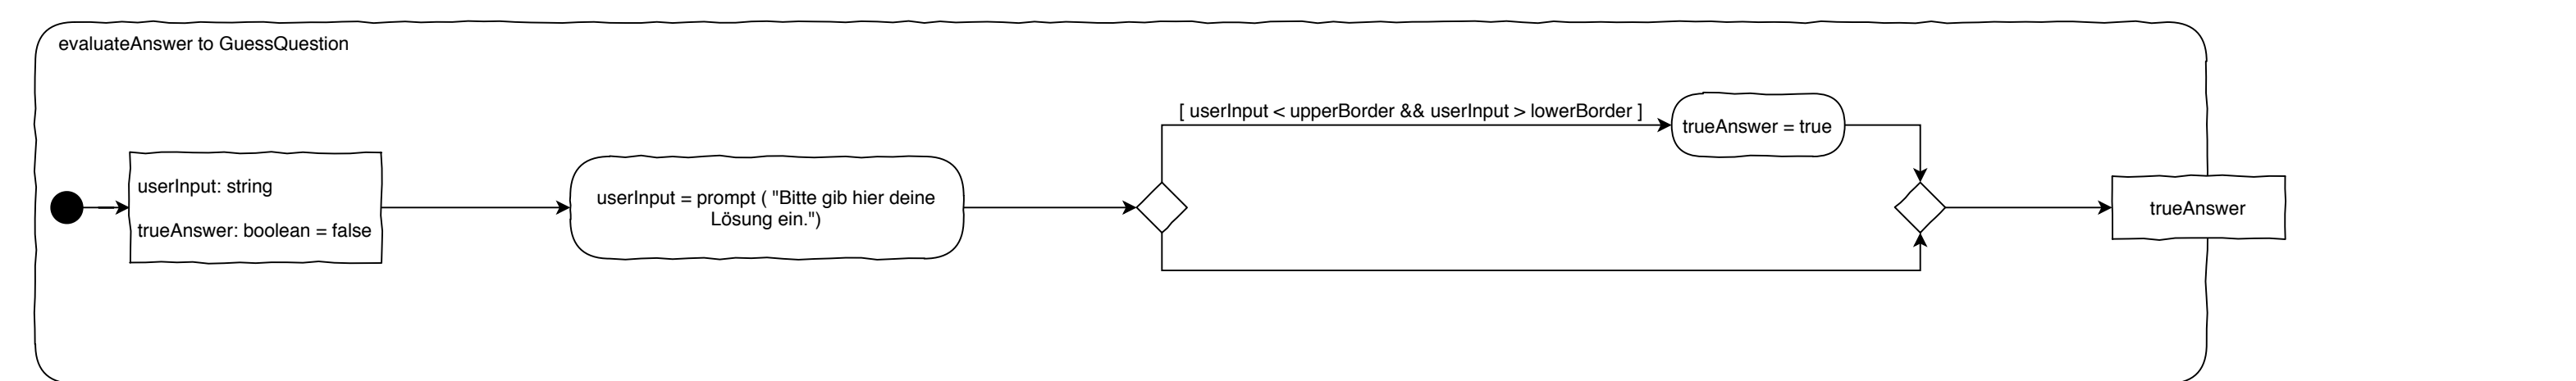 evaluateAnswer to GuessQuestion
userInput: string
trueAnswer: boolean = false
userInput = prompt ( "Bitte gib hier deine
Lösung ein.")
[ userInput < upperBorder && userInput > lowerBorder ]
trueAnswer = true
trueAnswer